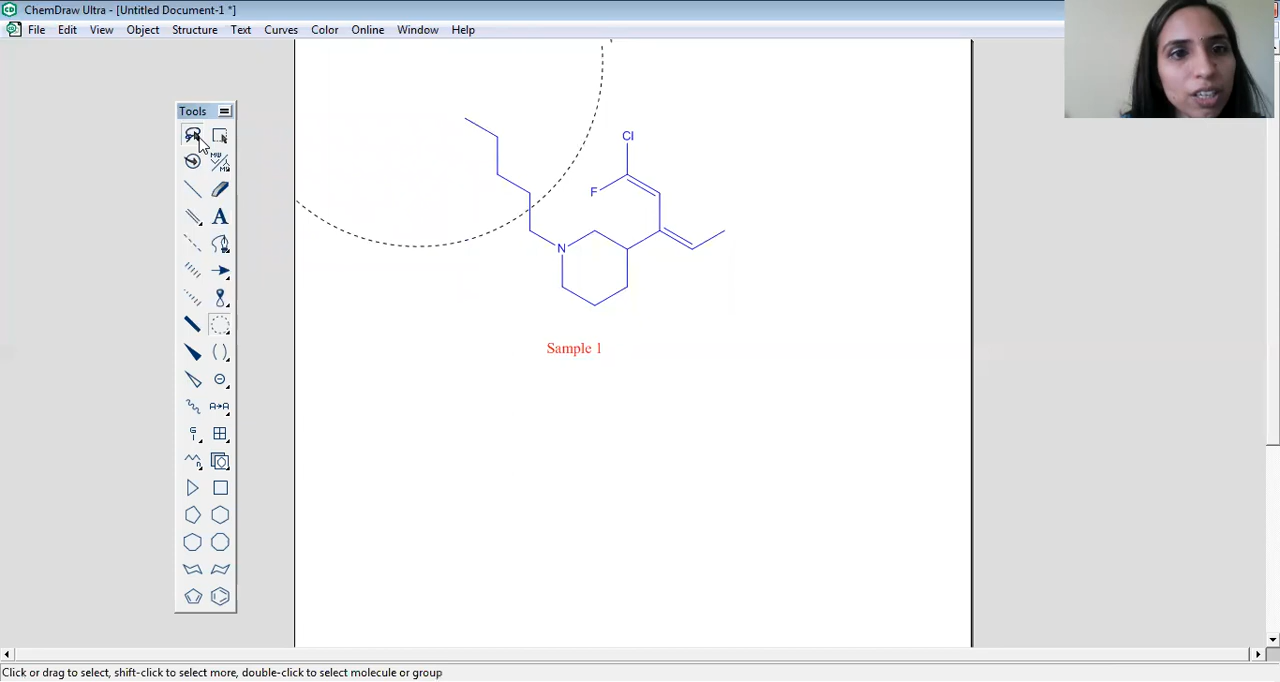 ChemDraw Ultra - [Untitled Document-1 *]
File Edit View Object Structure Text Curves Color Online Window Help
Tools
A
Cl
F
N
Sample 1
Click or drag to select, shift-click to select more, double-click to select molecule or group